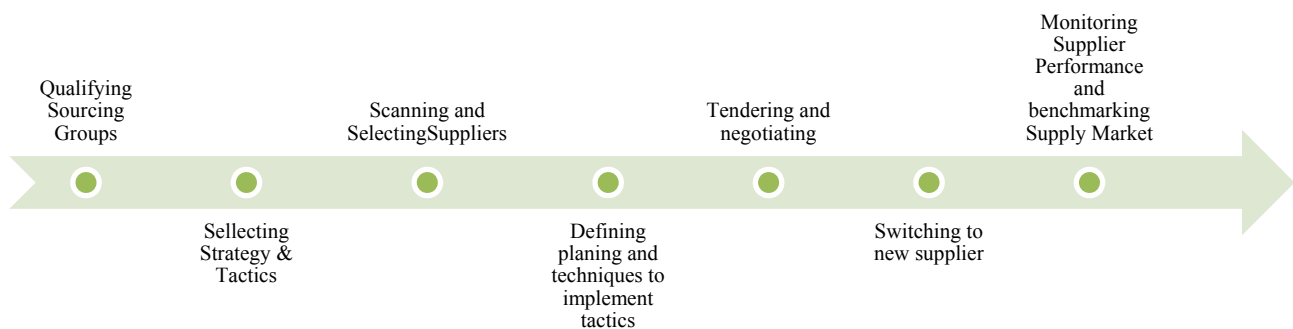 Qualifying
Sourcing
Groups
Sellecting
Strategy &
Tactics
Scanning and
SelectingSuppliers
Defining
planing and
techniques to
implement
tactics
Tendering and
negotiating
Switching to
new supplier
Monitoring
Supplier
Performance
and
benchmarking
Supply Market